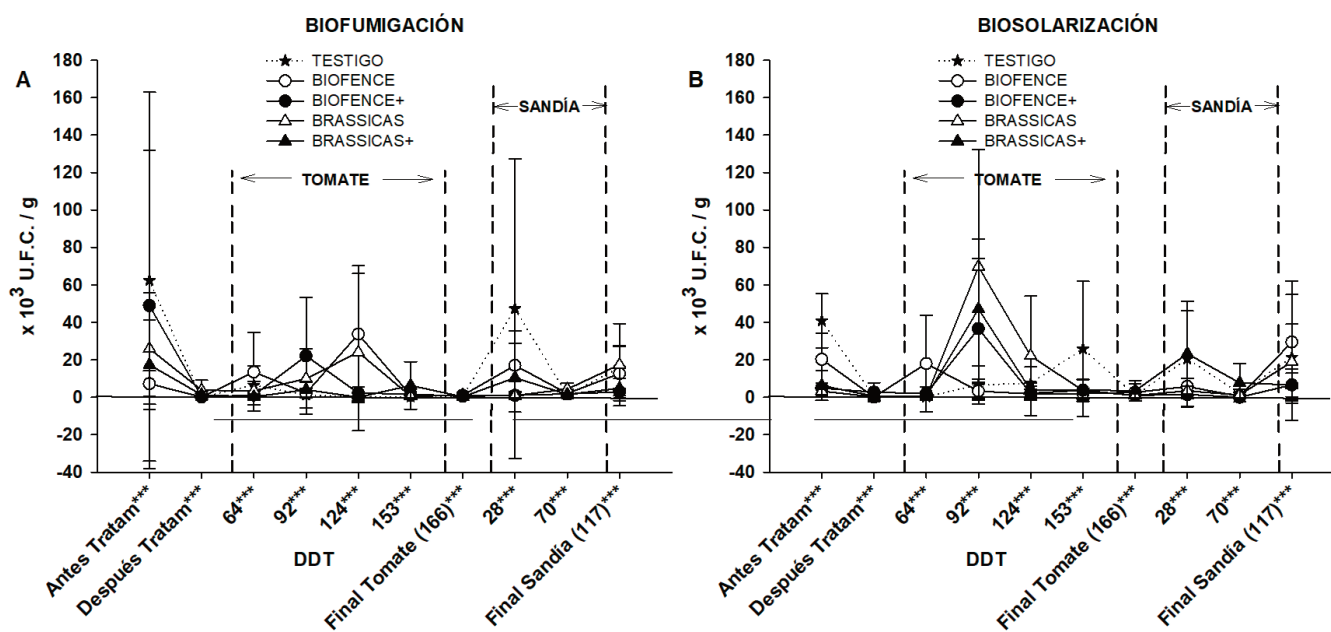 BIOFUMIGACIÓN
A
x 10³ U.F.C. / g
180
160
140
120
100
80
60
40
20
0
-20
-40
TESTIGO
BIOFENCE
BIOFENCE+
BRASSICAS
BRASSICAS+
SANDÍA
TOMATE
Antes Tratam***
Después Tratam***
64***
92***
124***
153***
Final Tomate (166)***
28***
70***
Final Sandía (117)***
DDT
BIOSOLARIZACIÓN
B
x 10³ U.F.C. / g
180
160
140
120
100
80
60
40
20
0
-20
-40
TESTIGO
BIOFENCE
BIOFENCE+
BRASSICAS
BRASSICAS+
SANDÍA
TOMATE
Antes Tratam***
Después Tratam***
64***
92***
124***
153***
Final Tomate (166)***
28***
70***
Final Sandía (117)***
DDT